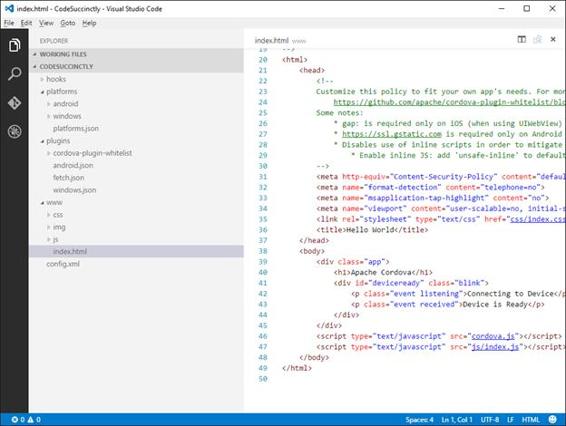 index.html - CodeSuccinctly - Visual Studio Code
File Edit View Goto Help
EXPLORER
WORKING FILES
CODESUCCINCTLY
hooks
platforms
android
windows
platforms.json
plugins
cordova-plugin-whitelist
android.json
fetch.json
windows.json
www
css
img
js
index.html
config.xml
index.html www
19 -->
20 <html>
21 <head>
22 <!--
23 Customize this policy to fit your own app's needs. For mor
24 https://github.com/apache/cordova-plugin-whitelist/blo
25 Some notes:
26 * gap: is required only on iOS (when using UIWebView)
27 * https://ssl.gstatic.com is required only on Android
28 * Disables use of inline scripts in order to mitigate
29 * Enable inline JS: add 'unsafe-inline' to defaul
30 -->
31 <meta http-equiv="Content-Security-Policy" content="defau
32 <meta name="format-detection" content="telephone=no">
33 <meta name="msapplication-tap-highlight" content="no">
34 <meta name="viewport" content="user-scalable=no, initial-s
35 <link rel="stylesheet" type="text/css" href="css/index.css
36 <title>Hello World</title>
37 </head>
38 <body>
39 <div class="app">
40 <h1>Apache Cordova</h1>
41 <div id="deviceready" class="blink">
42 <p class="event listening">Connecting to Device</p
43 <p class="event received">Device is Ready</p>
44 </div>
45 </div>
46 <script type="text/javascript" src="cordova.js"></script>
47 <script type="text/javascript" src="js/index.js"></script>
48 </body>
49 </html>
50
0 0 Spaces: 4 Ln 1, Col 1 UTF-8 LF HTML